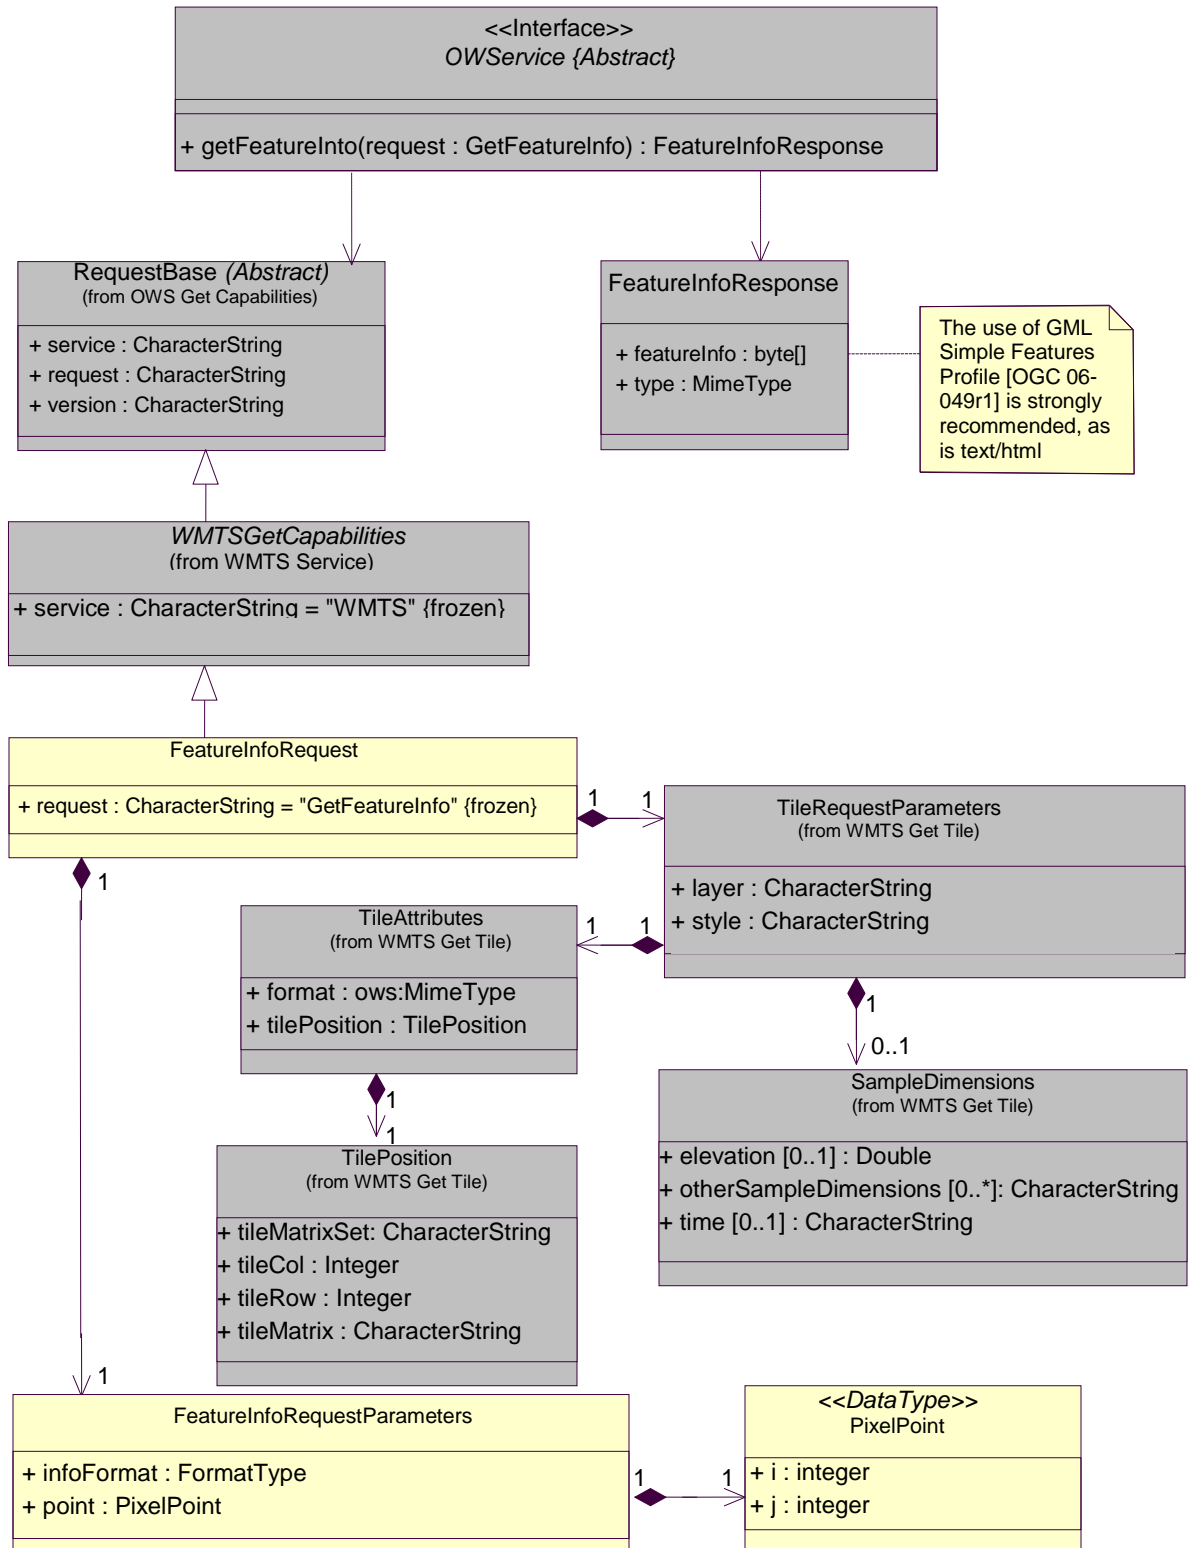 <<Interface>>
OWService {Abstract}
+ getFeatureInto(request : GetFeatureInfo) : FeatureInfoResponse
RequestBase (Abstract)
(from OWS Get Capabilities)
+ service : CharacterString
+ request : CharacterString
+ version : CharacterString
FeatureInfoResponse
+ featureInfo : byte[]
+ type : MimeType
The use of GML
Simple Features
Profile [OGC 06-
049r1] is strongly
recommended, as
is text/html
WMTSGetCapabilities
(from WMTS Service)
+ service : CharacterString = "WMTS" {frozen}
FeatureInfoRequest
+ request : CharacterString = "GetFeatureInfo" {frozen}
1
1
1
TileRequestParameters
(from WMTS Get Tile)
+ layer : CharacterString
+ style : CharacterString
1
1
TileAttributes
(from WMTS Get Tile)
+ format : ows:MimeType
+ tilePosition : TilePosition
1
0..1
1
1
SampleDimensions
(from WMTS Get Tile)
+ elevation [0..1] : Double
+ otherSampleDimensions [0..*]: CharacterString
+ time [0..1] : CharacterString
TilePosition
(from WMTS Get Tile)
+ tileMatrixSet: CharacterString
+ tileCol : Integer
+ tileRow : Integer
+ tileMatrix : CharacterString
1
FeatureInfoRequestParameters
+ infoFormat : FormatType
+ point : PixelPoint
1
1
<<DataType>>
PixelPoint
+ i : integer
+ j : integer